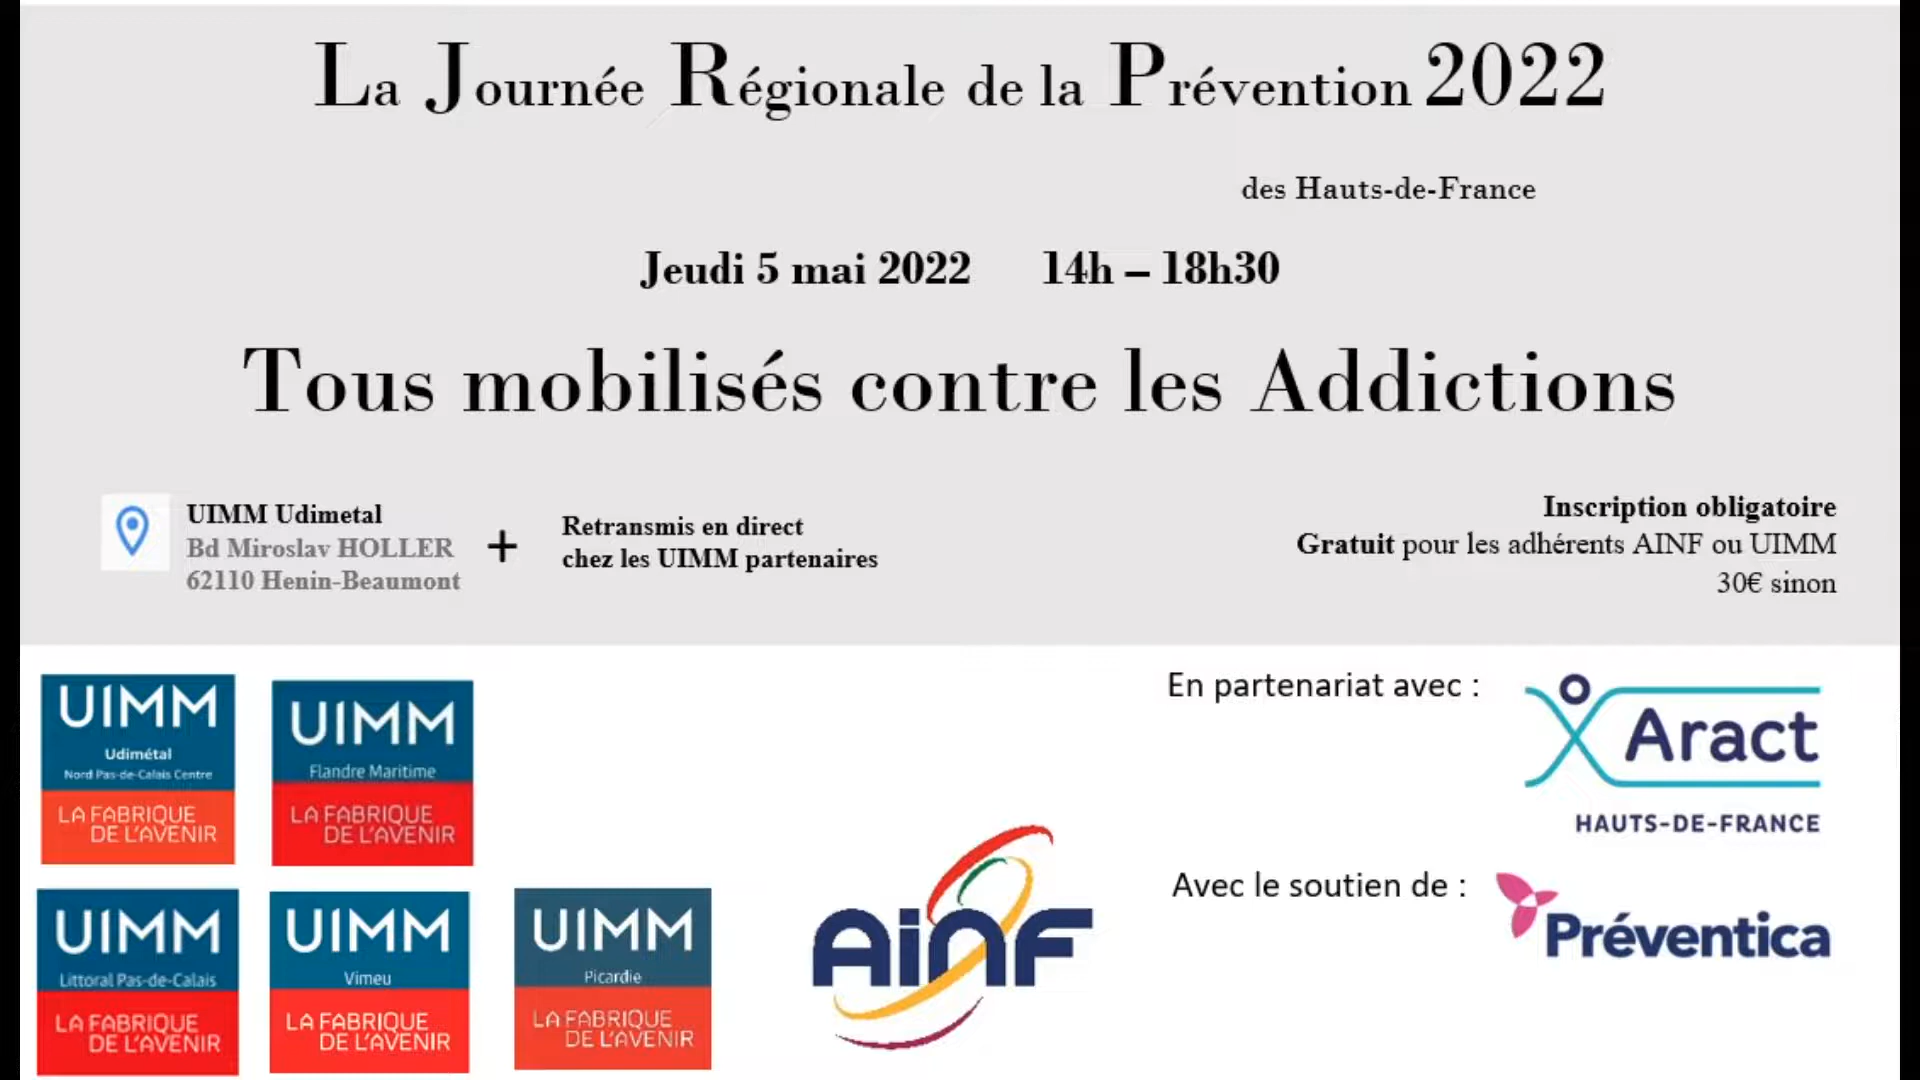 La Journée Régionale de la Prévention 2022
des Hauts-de-France
Jeudi 5 mai 2022 14h – 18h30
Tous mobilisés contre les Addictions
UIMM Udimetal
Bd Miroslav HOLLER
62110 Henin-Beaumont
+
Retransmis en direct
chez les UIMM partenaires
Inscription obligatoire
Gratuit pour les adhérents AINF ou UIMM
30€ sinon
UIMM
Udimétal
Nord Pas-de-Calais Centre
LA FABRIQUE
DE L'AVENIR
UIMM
Flandre Maritime
LA FABRIQUE
DE L'AVENIR
UIMM
Littoral Pas-de-Calais
LA FABRIQUE
DE L'AVENIR
UIMM
Vimeu
LA FABRIQUE
DE L'AVENIR
UIMM
Picardie
LA FABRIQUE
DE L'AVENIR
AiNF
En partenariat avec :
Aract
HAUTS-DE-FRANCE
Avec le soutien de :
Préventica